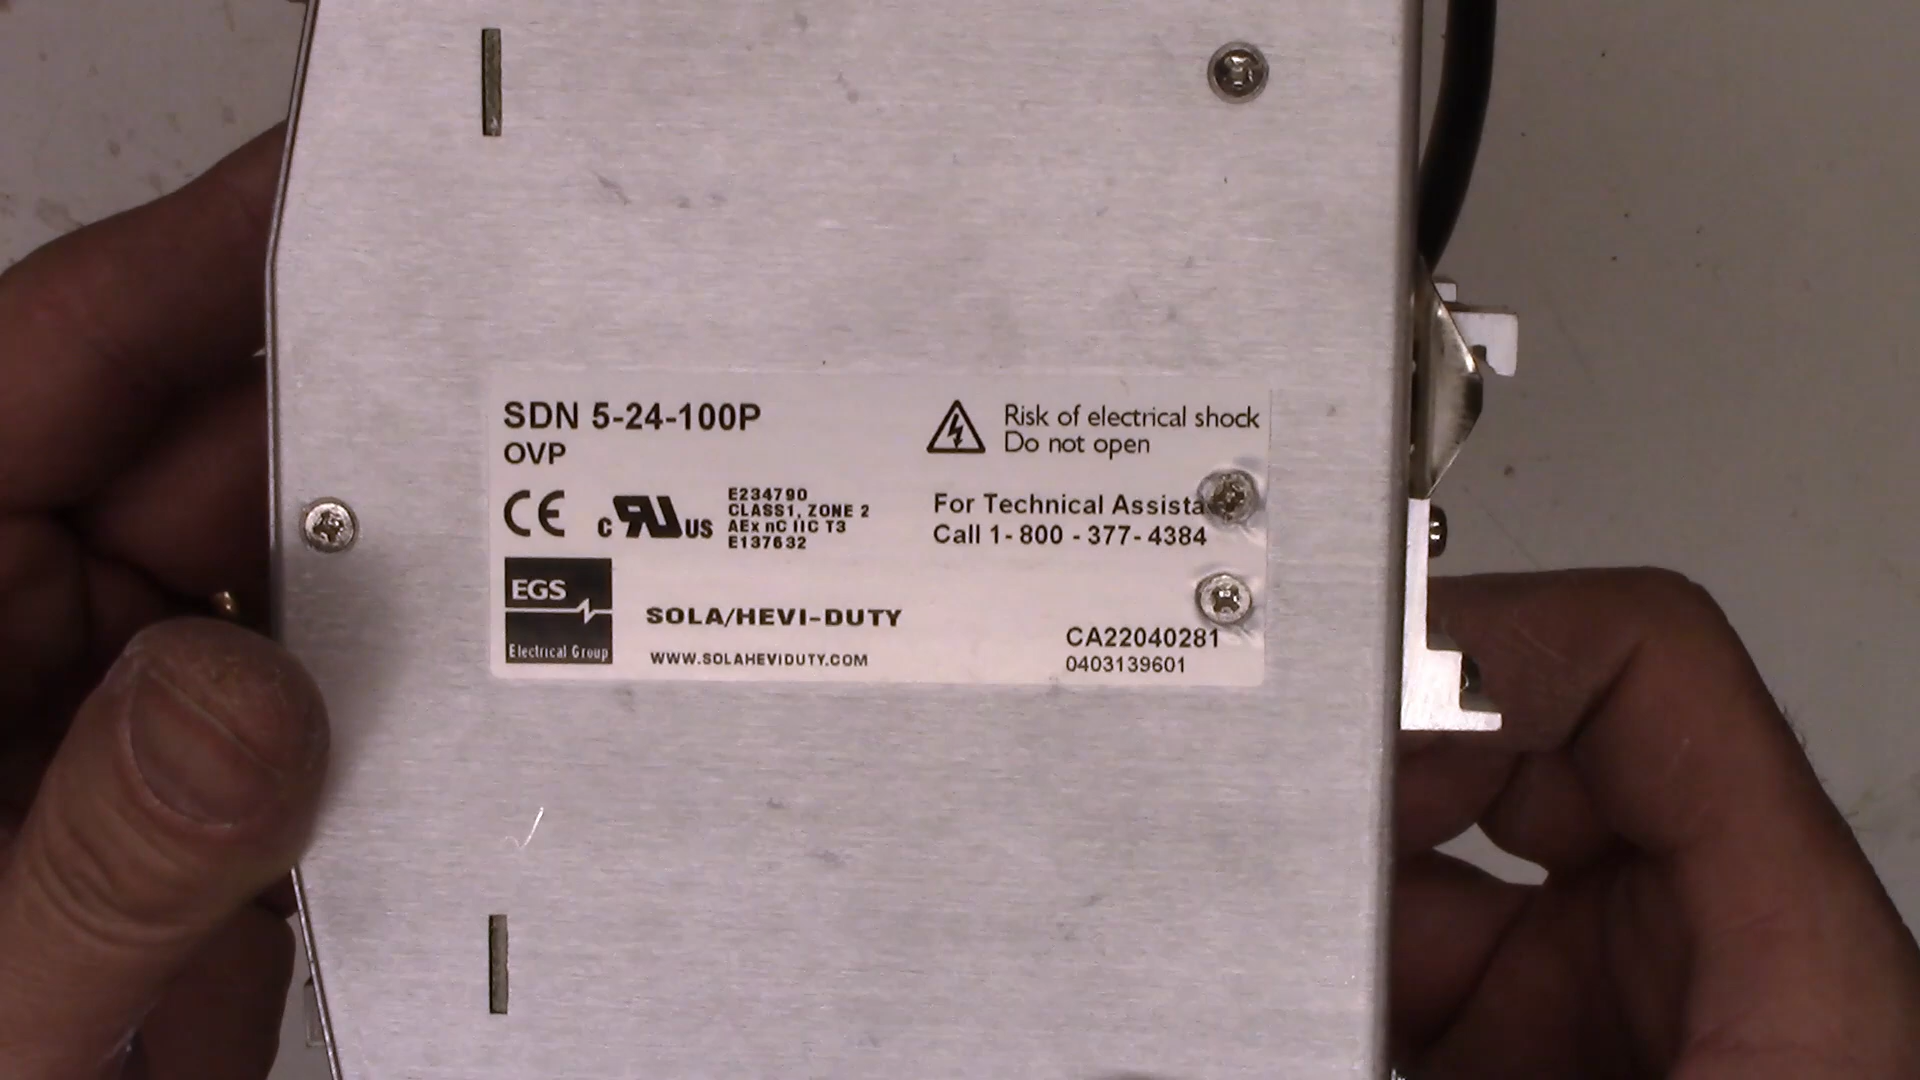 SDN 5-24-100P
OVP
Risk of electrical shock
Do not open
CE
c RU US
E234790
CLASS1, ZONE 2
AEx nC IIC T3
E137632
For Technical Assista
Call 1-800-377-4384
EGS
Electrical Group
SOLA/HEVI-DUTY
WWW.SOLAHEVIDUTY.COM
CA22040281
0403139601